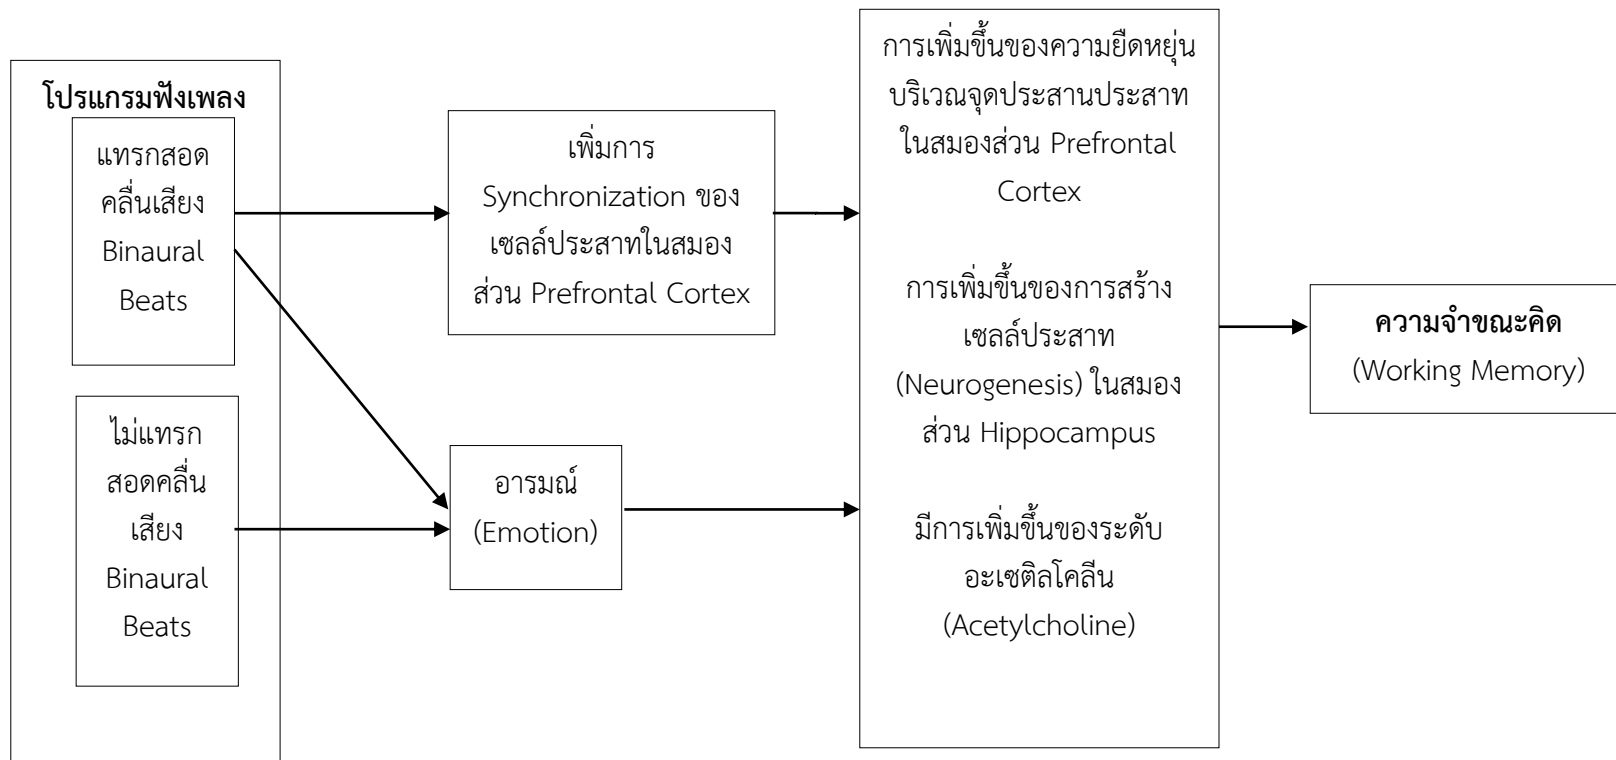 โปรแกรมฟังเพลง
แทรกสอด
คลื่นเสียง
Binaural
Beats
ไม่แทรก
สอดคลื่น
เสียง
Binaural
Beats
เพิ่มการ
Synchronization ของ
เซลล์ประสาทในสมอง
ส่วน Prefrontal Cortex
อารมณ์
(Emotion)
การเพิ่มขึ้นของความยืดหยุ่น
บริเวณจุดประสานประสาท
ในสมองส่วน Prefrontal
Cortex
การเพิ่มขึ้นของการสร้าง
เซลล์ประสาท
(Neurogenesis) ในสมอง
ส่วน Hippocampus
มีการเพิ่มขึ้นของระดับ
อะเซติลโคลีน
(Acetylcholine)
ความจำขณะคิด
(Working Memory)